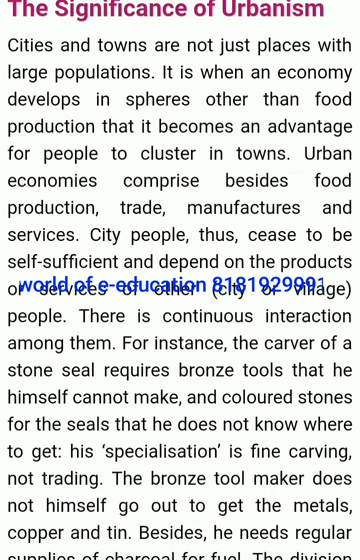 The Significance of Urbanism
Cities and towns are not just places with
large populations. It is when an economy
develops in spheres other than food
production that it becomes an advantage
for people to cluster in towns. Urban
economies comprise besides food
production, trade, manufactures and
services. City people, thus, cease to be
self-sufficient and depend on the products
or services of other (city or village)
world of e-education 8181929991
people. There is continuous interaction
among them. For instance, the carver of a
stone seal requires bronze tools that he
himself cannot make, and coloured stones
for the seals that he does not know where
to get: his ‘specialisation’ is fine carving,
not trading. The bronze tool maker does
not himself go out to get the metals,
copper and tin. Besides, he needs regular
supplies of charcoal for fuel. The division